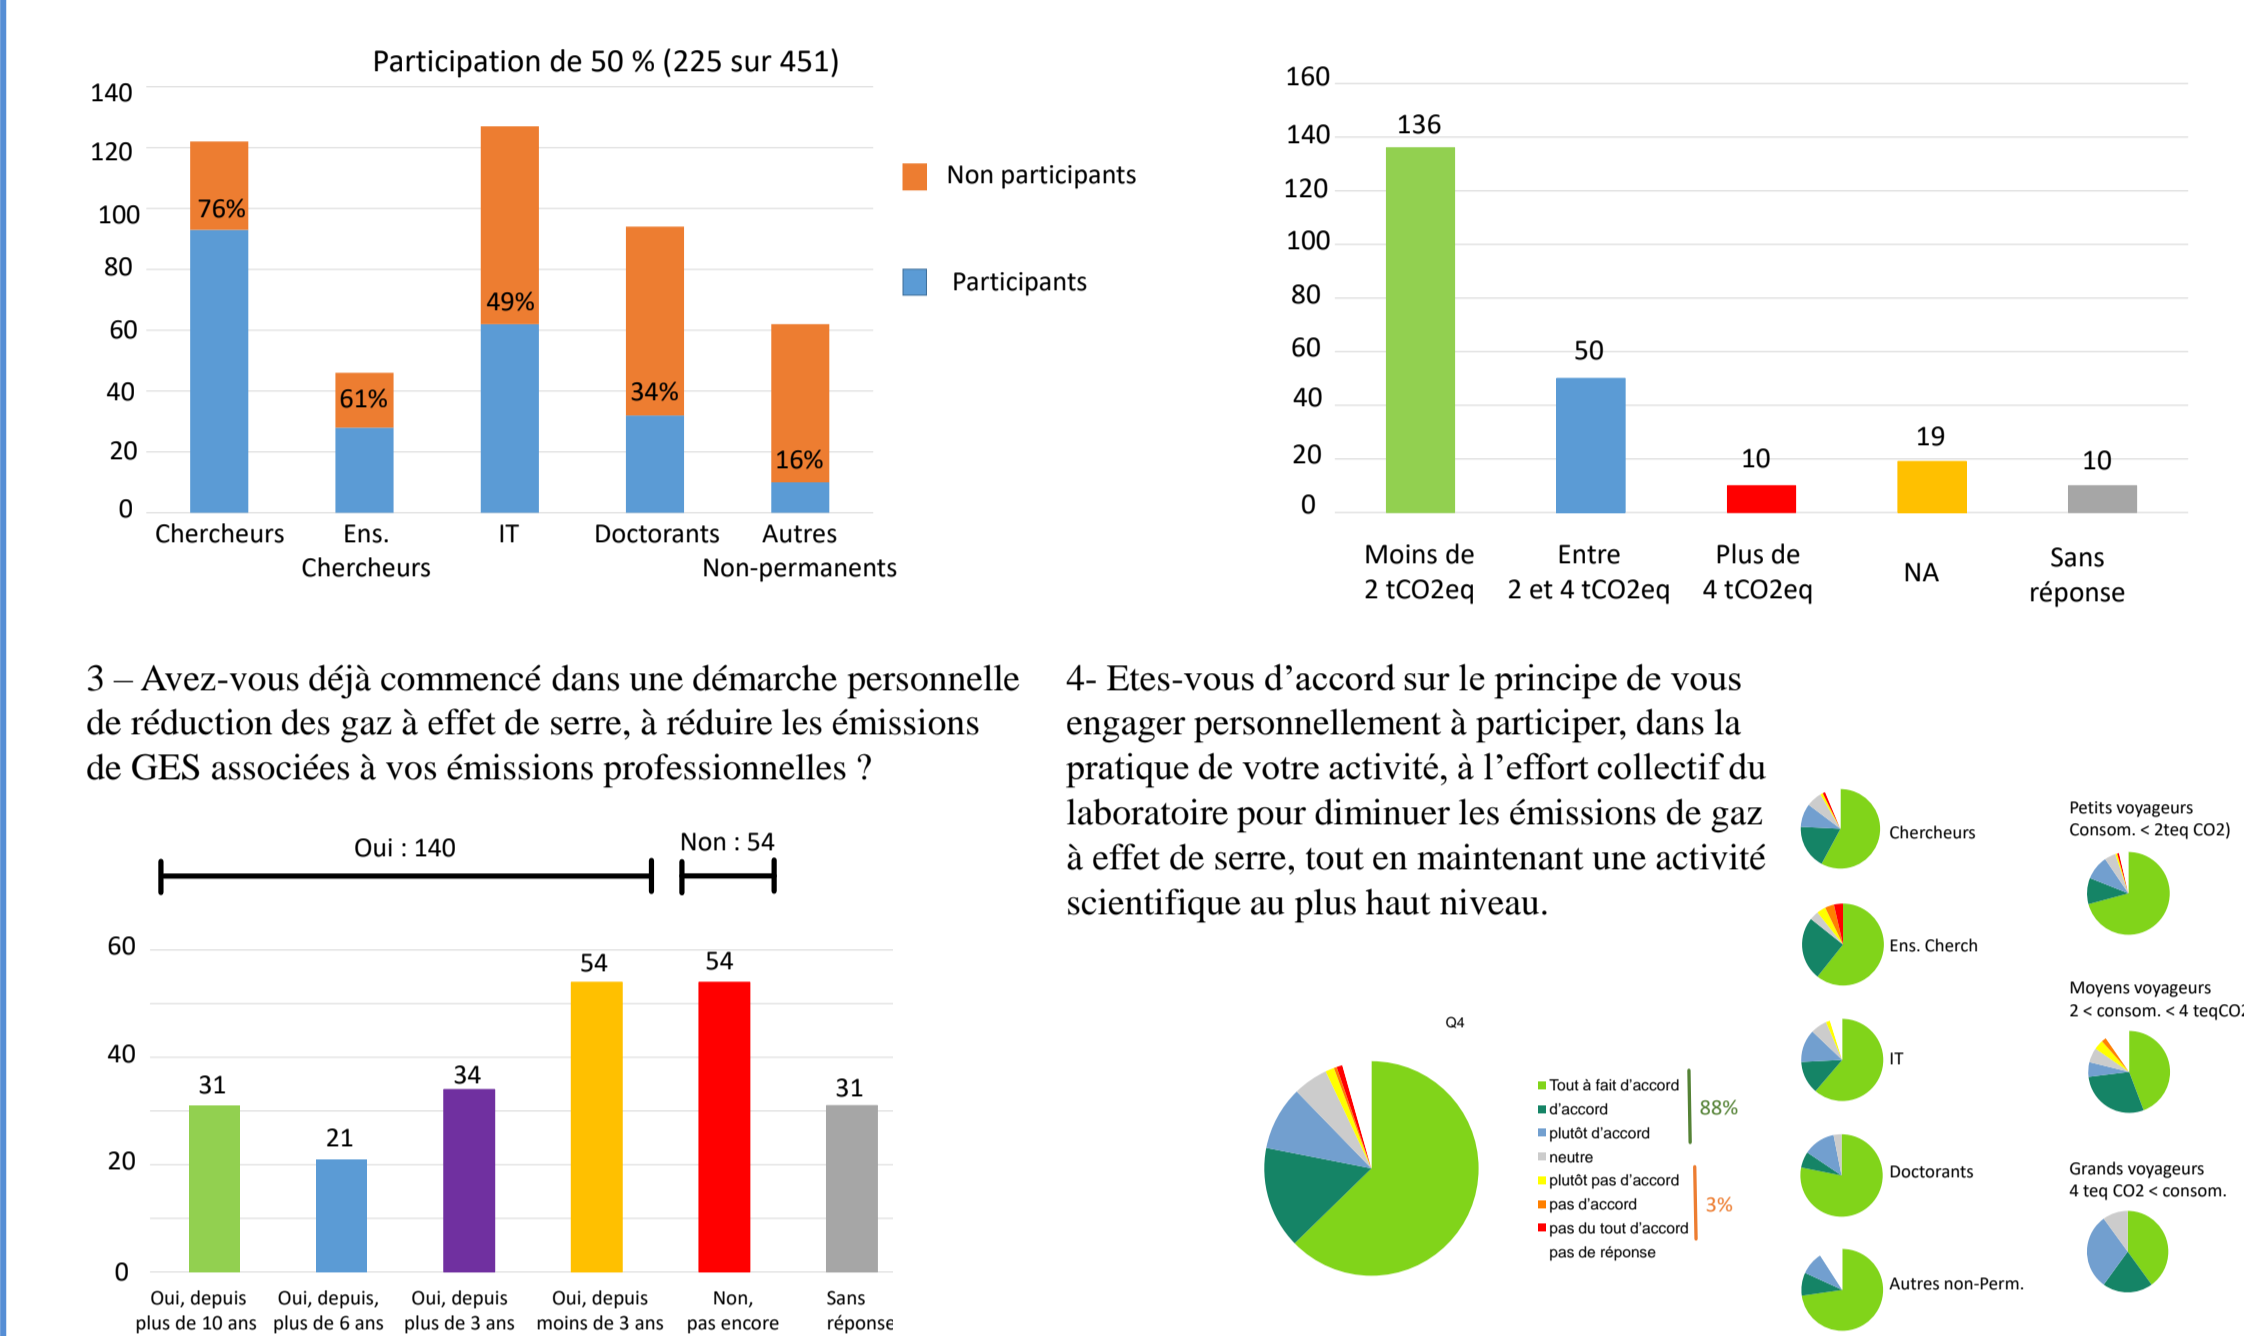 Participation de 50 % (225 sur 451)
140
120
100
80
60
40
20
0
76%
61%
49%
34%
16%
Chercheurs
Ens.
Chercheurs
IT
Doctorants
Autres
Non-permanents
Non participants
Participants
160
140
120
100
80
60
40
20
0
136
50
10
19
10
Moins de
2 tCO2eq
Entre
2 et 4 tCO2eq
Plus de
4 tCO2eq
NA
Sans
réponse
3 – Avez-vous déjà commencé dans une démarche personnelle
de réduction des gaz à effet de serre, à réduire les émissions
de GES associées à vos émissions professionnelles ?
Oui : 140
Non : 54
60
40
20
0
31
21
34
54
54
31
Oui, depuis
plus de 10 ans
Oui, depuis,
plus de 6 ans
Oui, depuis
plus de 3 ans
Oui, depuis
moins de 3 ans
Non,
pas encore
Sans
réponse
4- Etes-vous d’accord sur le principe de vous
engager personnellement à participer, dans la
pratique de votre activité, à l’effort collectif du
laboratoire pour diminuer les émissions de gaz
à effet de serre, tout en maintenant une activité
scientifique au plus haut niveau.
Q4
Tout à fait d’accord
d’accord
plutôt d’accord
neutre
plutôt pas d’accord
pas d’accord
pas du tout d’accord
pas de réponse
88%
3%
Chercheurs
Ens. Cherch
IT
Doctorants
Autres non-Perm.
Petits voyageurs
Consom. < 2teq CO2)
Moyens voyageurs
2 < consom. < 4 teqCO2
Grands voyageurs
4 teq CO2 < consom.